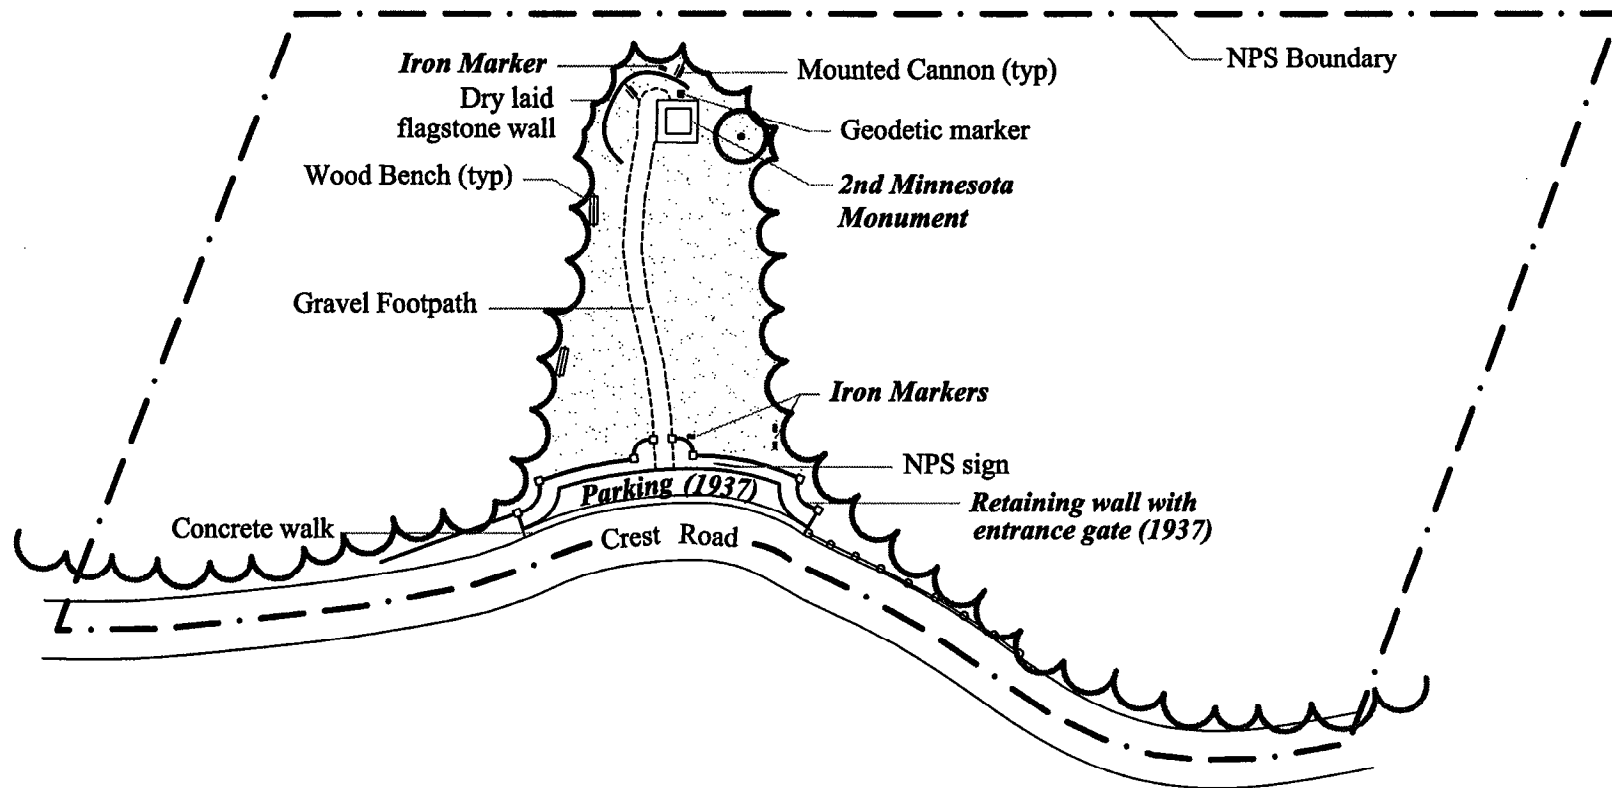 NPS Boundary
Iron Marker
Mounted Cannon (typ)
Dry laid
flagstone wall
Geodetic marker
Wood Bench (typ)
2nd Minnesota
Monument
Gravel Footpath
Iron Markers
NPS sign
Parking (1937)
Retaining wall with
entrance gate (1937)
Concrete walk
Crest Road